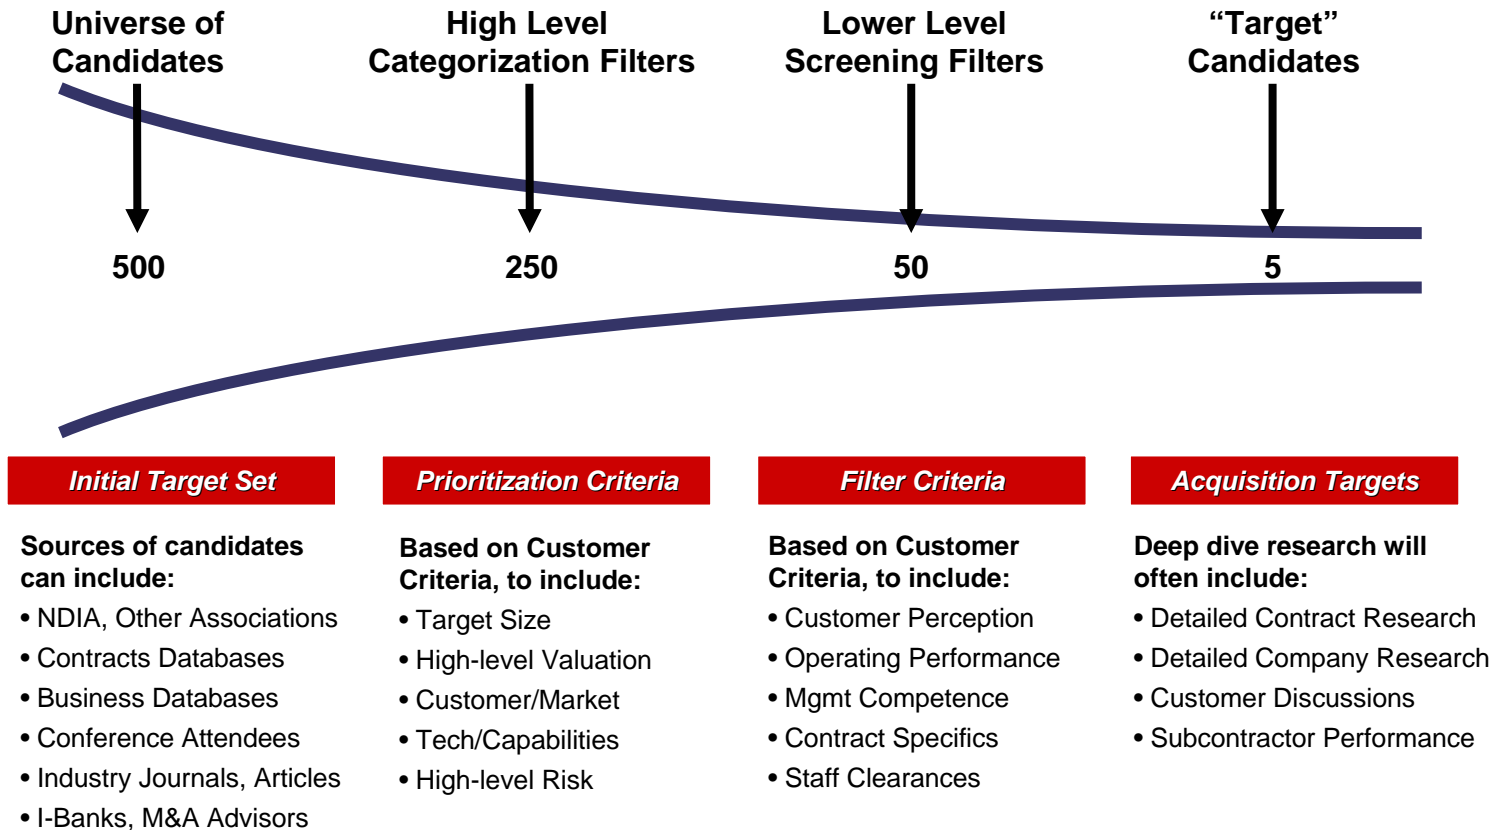 Universe of
Candidates
High Level
Categorization Filters
Lower Level
Screening Filters
“Target”
Candidates
500
250
50
5
Initial Target Set
Prioritization Criteria
Filter Criteria
Acquisition Targets
Sources of candidates
can include:
• NDIA, Other Associations
• Contracts Databases
• Business Databases
• Conference Attendees
• Industry Journals, Articles
• I-Banks, M&A Advisors
Based on Customer
Criteria, to include:
• Target Size
• High-level Valuation
• Customer/Market
• Tech/Capabilities
• High-level Risk
Based on Customer
Criteria, to include:
• Customer Perception
• Operating Performance
• Mgmt Competence
• Contract Specifics
• Staff Clearances
Deep dive research will
often include:
• Detailed Contract Research
• Detailed Company Research
• Customer Discussions
• Subcontractor Performance